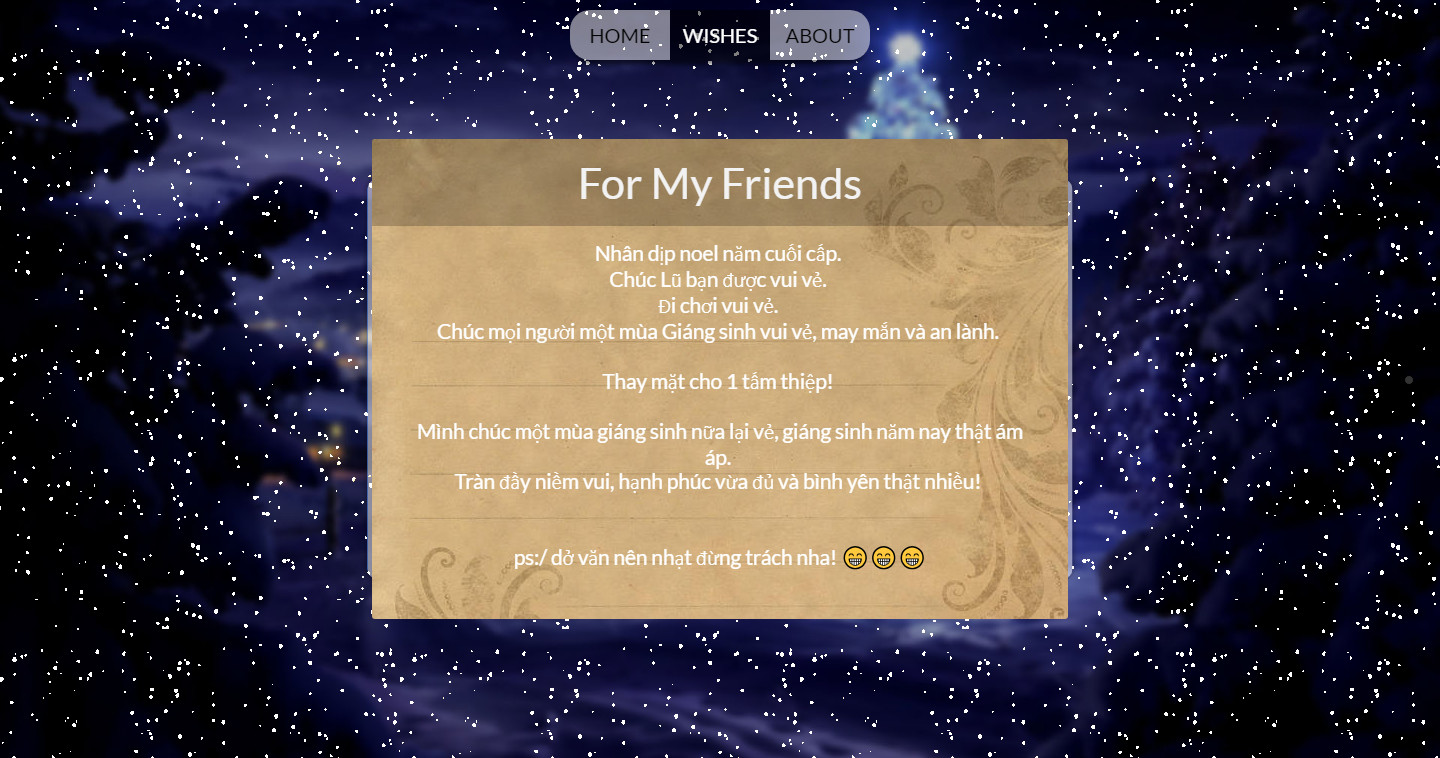 HOME WISHES ABOUT
For My Friends
Nhân dịp noel năm cuối cấp.
Chúc Lũ bạn được vui vẻ.
Đi chơi vui vẻ.
Chúc mọi người một mùa Giáng sinh vui vẻ, may mắn và an lành.
Thay mặt cho 1 tấm thiệp!
Mình chúc một mùa giáng sinh nữa lại vẻ, giáng sinh năm nay thật ám
áp.
Tràn đầy niềm vui, hạnh phúc vừa đủ và bình yên thật nhiều!
ps:/ dở văn nên nhạt đừng trách nha! 😁 😁 😁